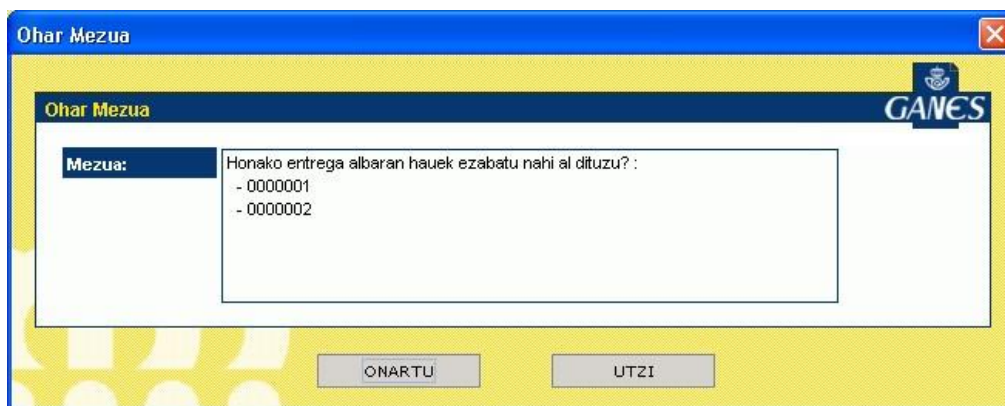 Ohar Mezua
GANES
Ohar Mezua
Mezua:
Honako entrega albaran hauek ezabatu nahi al dituzu? :
- 0000001
- 0000002
ONARTU
UTZI